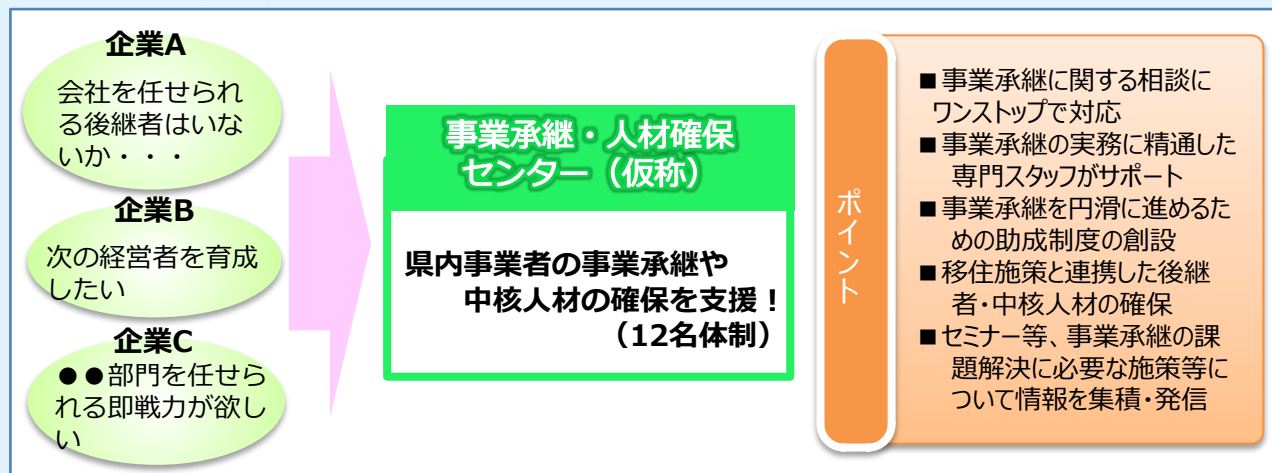 企業A
会社を任せられ
る後継者はいな
いか・・・
企業B
次の経営者を育成
したい
企業C
●●部門を任せら
れる即戦力が欲し
い
事業承継・人材確保
センター（仮称）
県内事業者の事業承継や
中核人材の確保を支援！
（12名体制）
ポイント
■事業承継に関する相談に
ワンストップで対応
■事業承継の実務に精通した
専門スタッフがサポート
■事業承継を円滑に進めるた
めの助成制度の創設
■移住施策と連携した後継
者・中核人材の確保
■セミナー等、事業承継の課
題解決に必要な施策等に
ついて情報を集積・発信